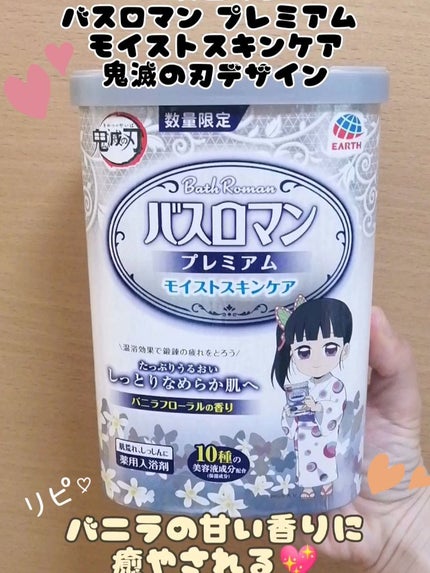 バスロマン プレミアム
モイストスキンケア
鬼滅の刃デザイン
鬼滅の刃
数量限定
EARTH
Bath Roman
バスロマン
プレミアム
モイストスキンケア
温浴効果で鍛錬の疲れをとろう
たっぷりうるおい
しっとりなめらか肌へ
バニラフローラルの香り
肌荒れ、しっしんに
薬用入浴剤
10種の
美容液成分配合
(保湿成分)
リピ♡
バニラの甘い香りに
癒やされる💖